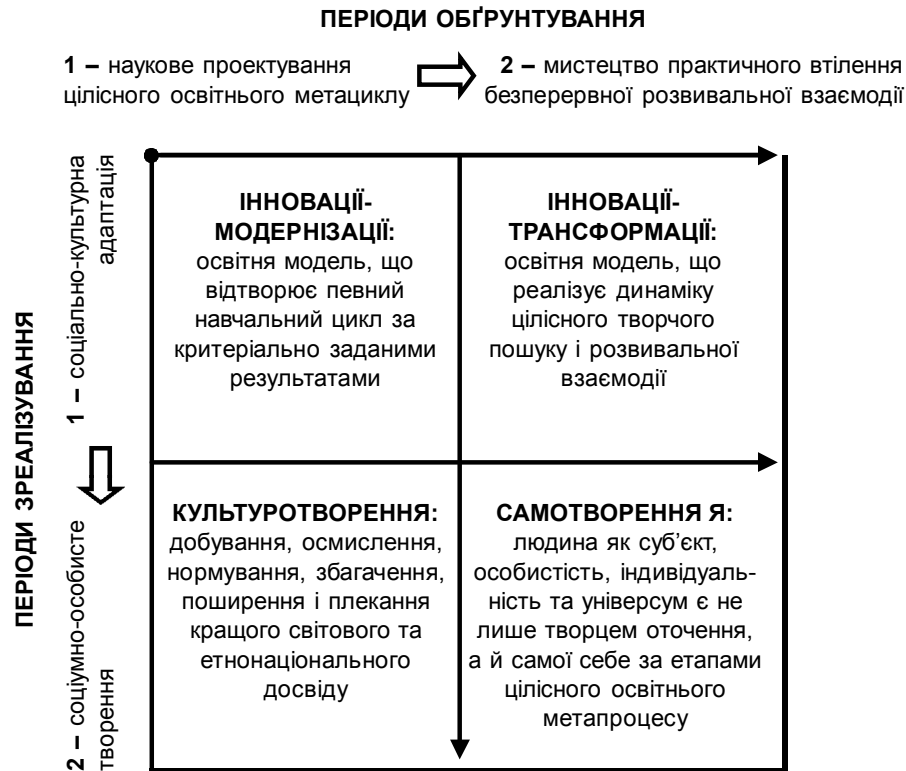 ПЕРІОДИ ОБҐРУНТУВАННЯ
1 – наукове проектування
цілісного освітнього метациклу
2 – мистецтво практичного втілення
безперервної розвивальної взаємодії
ПЕРІОДИ ЗРЕАЛІЗУВАННЯ
1 – соціально-культурна
адаптація
ІННОВАЦІЇ-
МОДЕРНІЗАЦІЇ:
освітня модель, що
відтворює певний
навчальний цикл за
критеріально заданими
результатами
ІННОВАЦІЇ-
ТРАНСФОРМАЦІЇ:
освітня модель, що
реалізує динаміку
цілісного творчого
пошуку і розвивальної
взаємодії
2 – соціумно-особисте
творення
КУЛЬТУРОТВОРЕННЯ:
добування, осмислення,
нормування, збагачення,
поширення і плекання
кращого світового та
етнонаціонального
досвіду
САМОТВОРЕННЯ Я:
людина як суб’єкт,
особистість, індивідуаль-
ність та універсум є не
лише творцем оточення,
а й самої себе за етапами
цілісного освітнього
метапроцесу